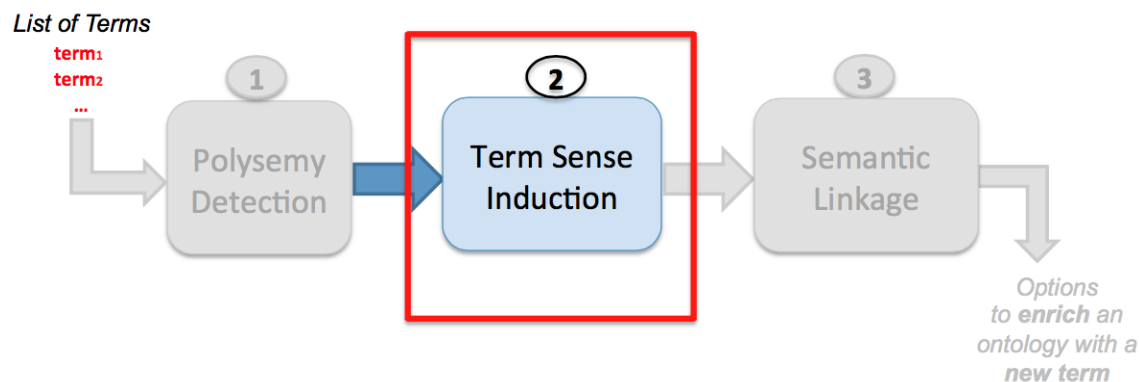 List of Terms
term1
term2
...
1
Polysemy
Detection
2
Term Sense
Induction
3
Semantic
Linkage
Options
to enrich an
ontology with a
new term